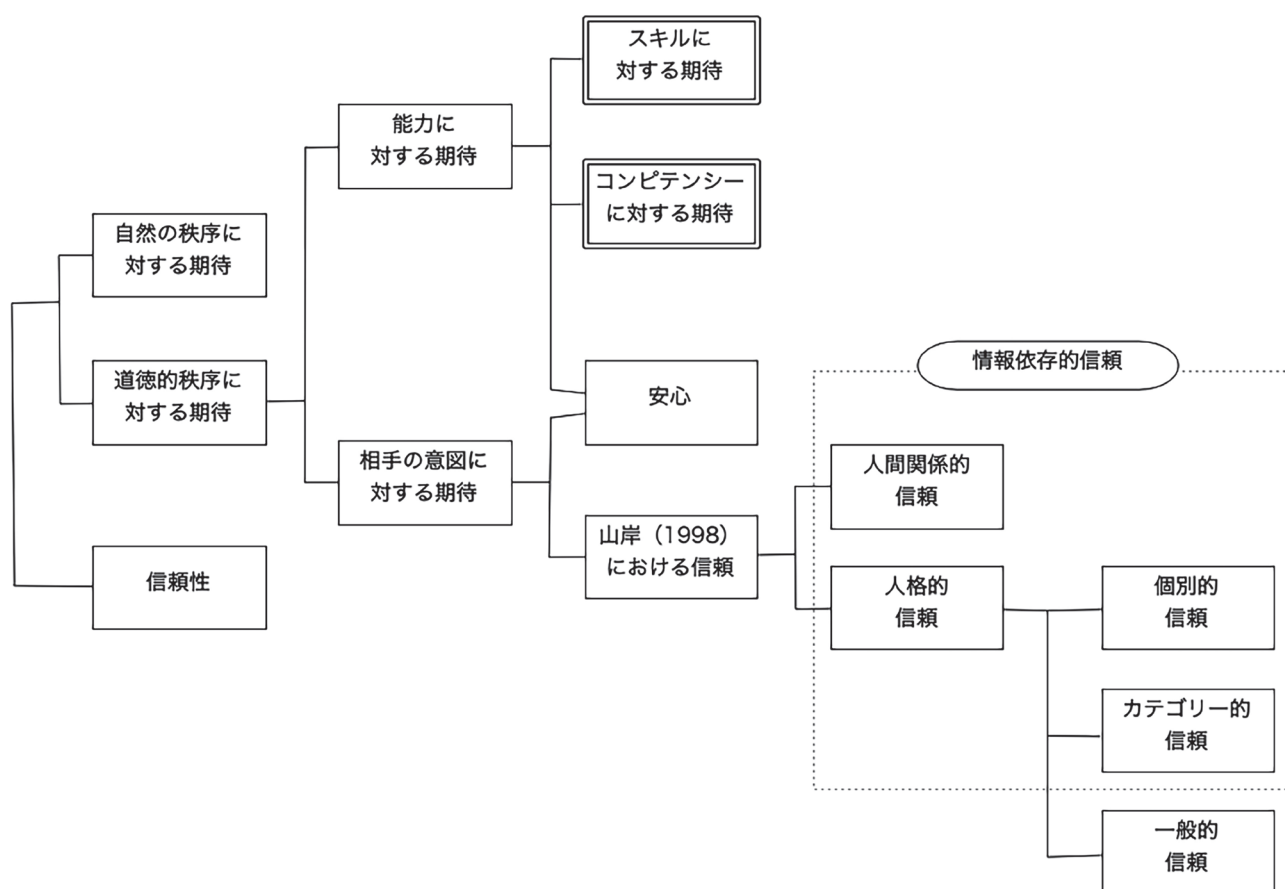 スキルに
対する期待
能力に
対する期待
コンピテンシー
に対する期待
自然の秩序に
対する期待
道徳的秩序に
対する期待
安心
情報依存的信頼
相手の意図に
対する期待
人間関係的
信頼
山岸（1998）
における信頼
信頼性
人格的
信頼
個別的
信頼
カテゴリー的
信頼
一般的
信頼